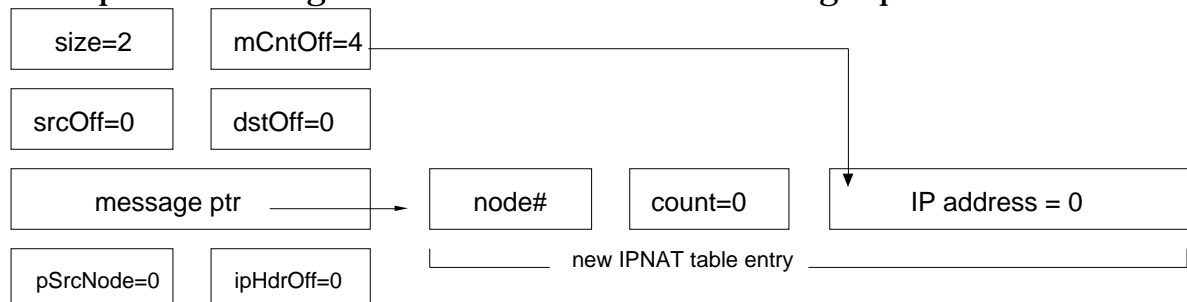 size=2 mCntOff=4
srcOff=0 dstOff=0
message ptr node# count=0 IP address = 0
new IPNAT table entry
pSrcNode=0 ipHdrOff=0